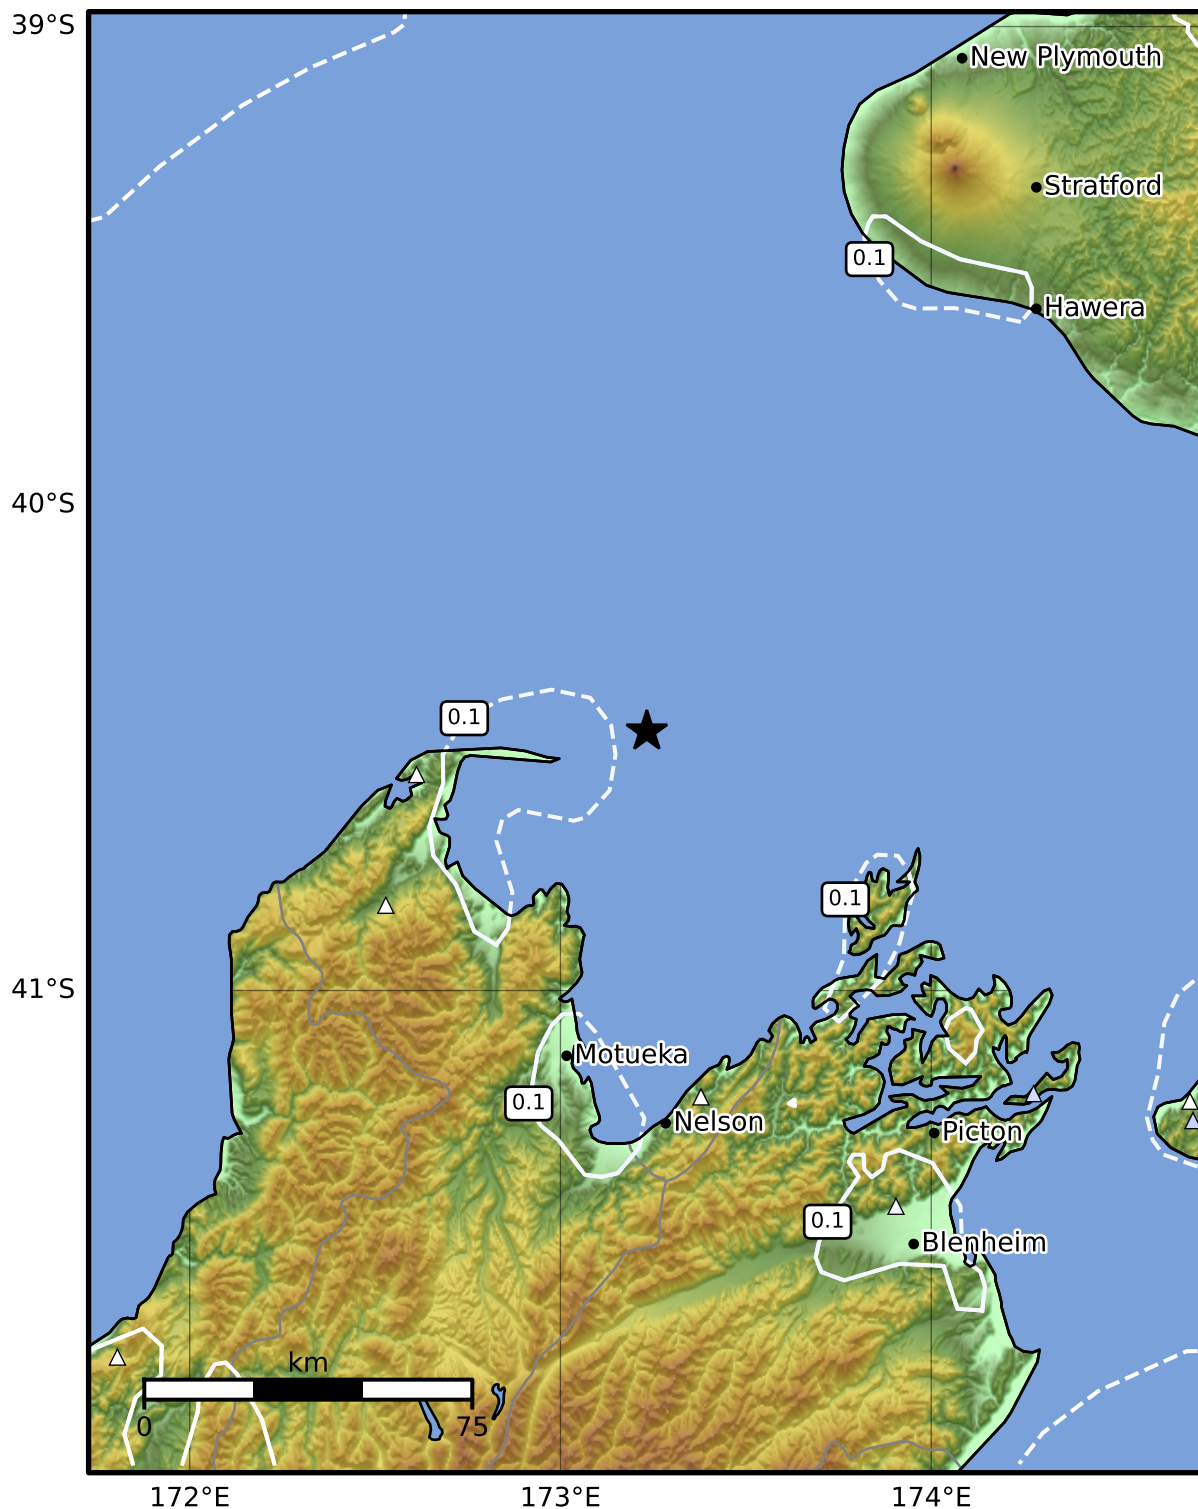 39°S
New Plymouth
Stratford
0.1
Hawera
40°S
0.1
0.1
41°S
Motueka
0.1
Nelson
Picton
0.1
Blenheim
km
0
75
172°E
173°E
174°E